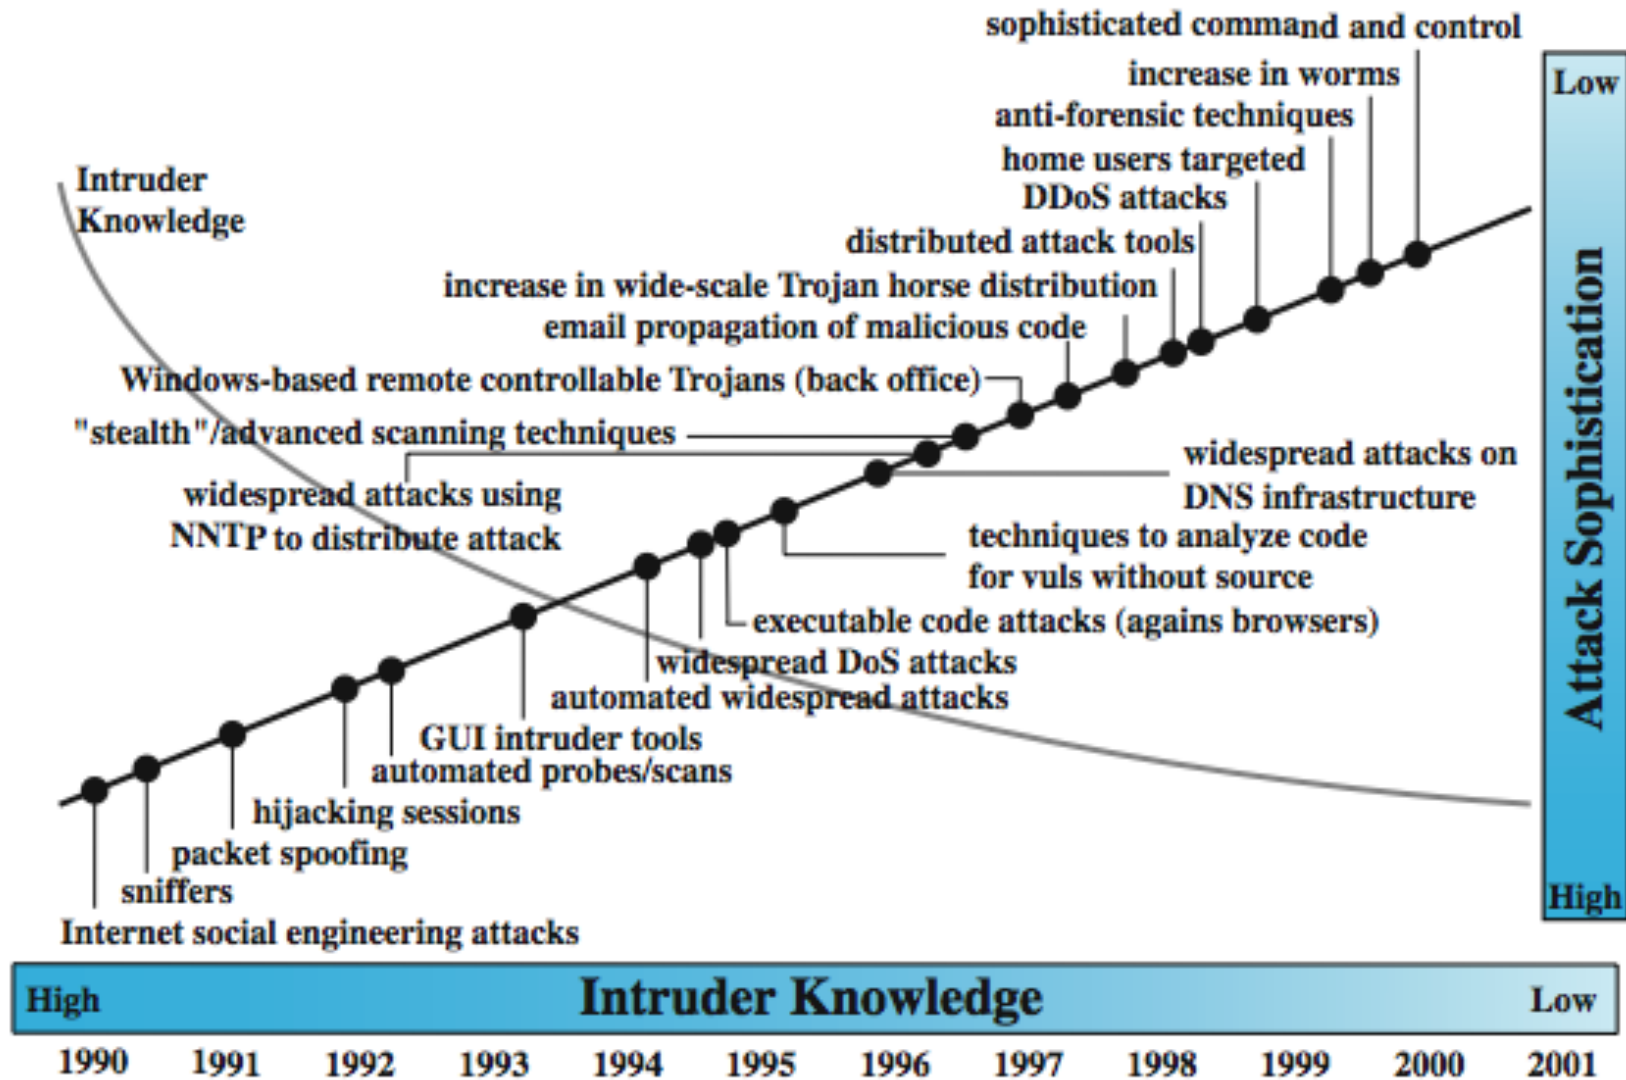 sophisticated command and control
increase in worms
Low
anti-forensic techniques
home users targeted
Intruder
Knowledge
DDoS attacks
distributed attack tools
increase in wide-scale Trojan horse distribution
email propagation of malicious code
Windows-based remote controllable Trojans (back office)
"stealth"/advanced scanning techniques
widespread attacks using
NNTP to distribute attack
widespread attacks on
DNS infrastructure
techniques to analyze code
for vuls without source
executable code attacks (agains browsers)
widespread DoS attacks
automated widespread attacks
GUI intruder tools
automated probes/scans
hijacking sessions
packet spoofing
sniffers
Internet social engineering attacks
Attack Sophistication
High
High Intruder Knowledge Low
1990 1991 1992 1993 1994 1995 1996 1997 1998 1999 2000 2001